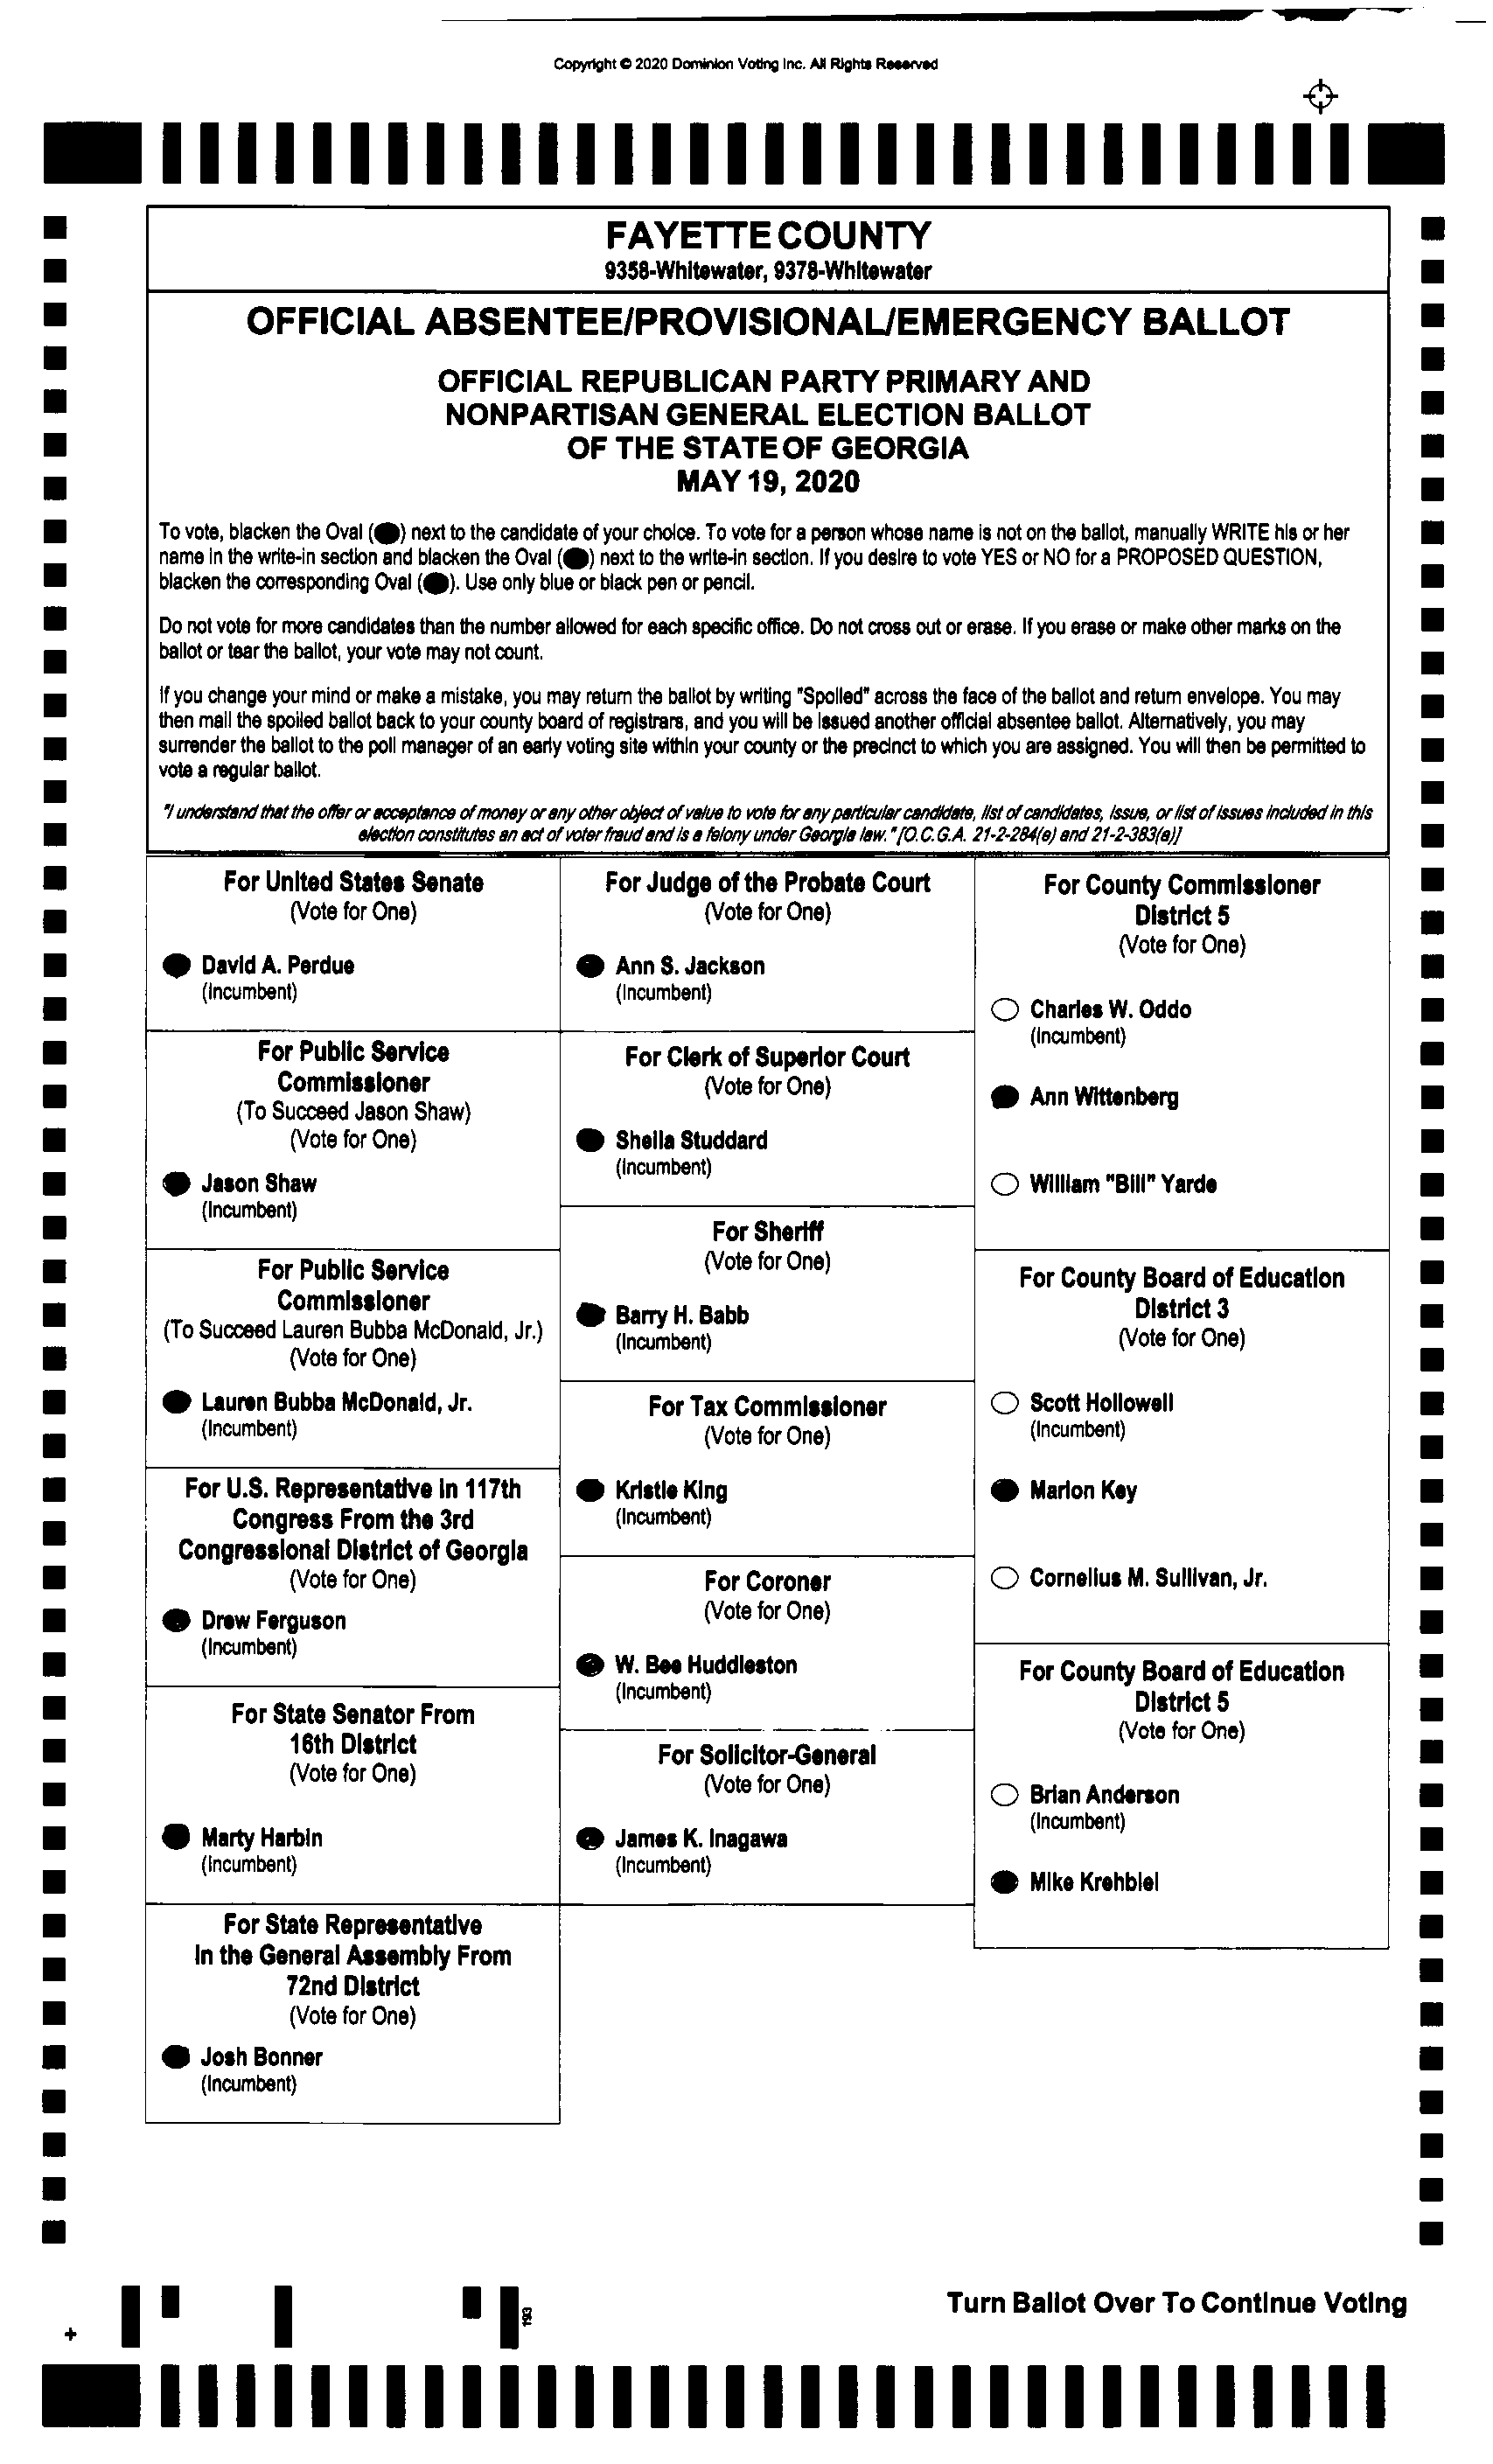 Copyright © 2020 Dominion Voting Inc. All Rights Reserved
FAYETTE COUNTY
9358-Whitewater, 9378-Whitewater
OFFICIAL ABSENTEE/PROVISIONAL/EMERGENCY BALLOT
OFFICIAL REPUBLICAN PARTY PRIMARY AND
NONPARTISAN GENERAL ELECTION BALLOT
OF THE STATE OF GEORGIA
MAY 19, 2020
To vote, blacken the Oval (●) next to the candidate of your choice. To vote for a person whose name is not on the ballot, manually WRITE his or her
name in the write-in section and blacken the Oval (●) next to the write-in section. If you desire to vote YES or NO for a PROPOSED QUESTION,
blacken the corresponding Oval (●). Use only blue or black pen or pencil.
Do not vote for more candidates than the number allowed for each specific office. Do not cross out or erase. If you erase or make other marks on the
ballot or tear the ballot, your vote may not count.
If you change your mind or make a mistake, you may return the ballot by writing "Spoiled" across the face of the ballot and return envelope. You may
then mail the spoiled ballot back to your county board of registrars, and you will be issued another official absentee ballot. Alternatively, you may
surrender the ballot to the poll manager of an early voting site within your county or the precinct to which you are assigned. You will then be permitted to
vote a regular ballot.
"I understand that the offer or acceptance of money or any other object of value to vote for any particular candidate, list of candidates, issue, or list of issues included in this
election constitutes an act of voter fraud and is a felony under Georgia law." [O.C.G.A. 21-2-284(e) and 21-2-383(a)]
For United States Senate
(Vote for One)
David A. Perdue
(Incumbent)
For Public Service
Commissioner
(To Succeed Jason Shaw)
(Vote for One)
Jason Shaw
(Incumbent)
For Public Service
Commissioner
(To Succeed Lauren Bubba McDonald, Jr.)
(Vote for One)
Lauren Bubba McDonald, Jr.
(Incumbent)
For U.S. Representative in 117th
Congress From the 3rd
Congressional District of Georgia
(Vote for One)
Drew Ferguson
(Incumbent)
For State Senator From
16th District
(Vote for One)
Marty Harbin
(Incumbent)
For State Representative
In the General Assembly From
72nd District
(Vote for One)
Josh Bonner
(Incumbent)
For Judge of the Probate Court
(Vote for One)
Ann S. Jackson
(Incumbent)
For Clerk of Superior Court
(Vote for One)
Sheila Studdard
(Incumbent)
For Sheriff
(Vote for One)
Barry H. Babb
(Incumbent)
For Tax Commissioner
(Vote for One)
Kristie King
(Incumbent)
For Coroner
(Vote for One)
W. Bee Huddleston
(Incumbent)
For Solicitor-General
(Vote for One)
James K. Inagawa
(Incumbent)
For County Commissioner
District 5
(Vote for One)
Charles W. Oddo
(Incumbent)
Ann Wittenberg
William "Bill" Yarde
For County Board of Education
District 3
(Vote for One)
Scott Hollowell
(Incumbent)
Marion Key
Cornelius M. Sullivan, Jr.
For County Board of Education
District 5
(Vote for One)
Brian Anderson
(Incumbent)
Mike Krehbiel
Turn Ballot Over To Continue Voting
193